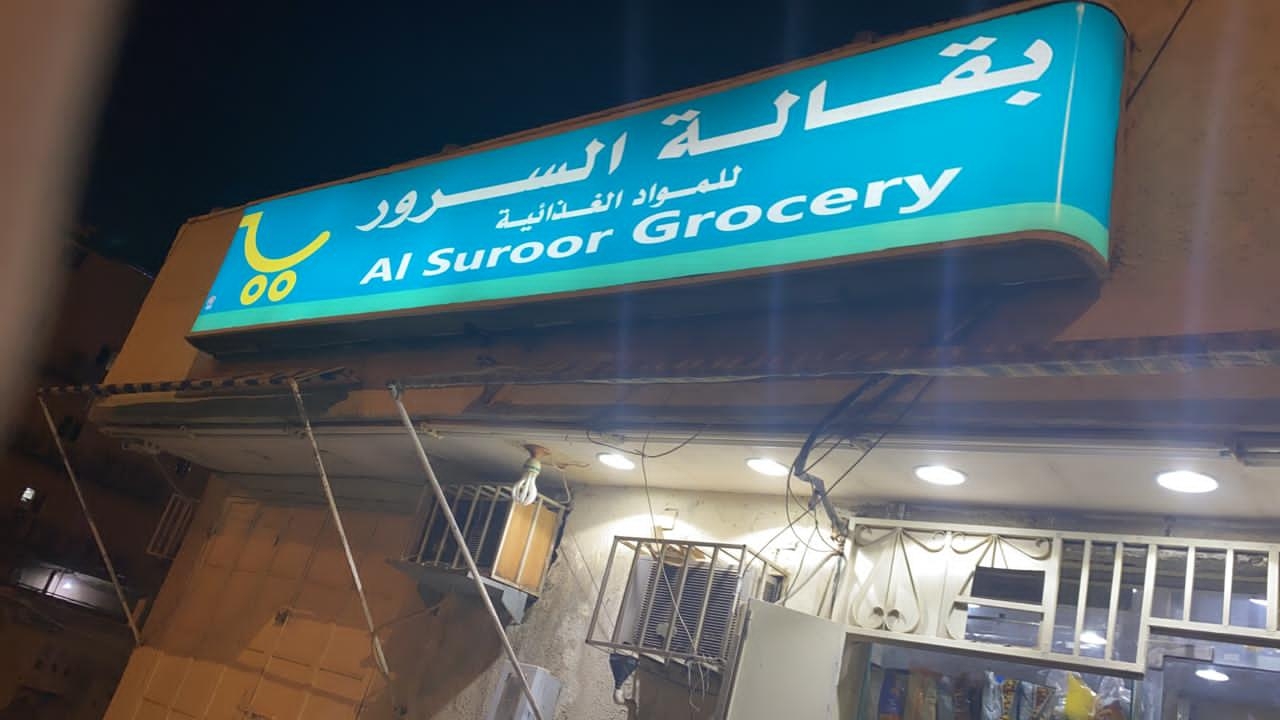 بقالة السرور
للمواد الغذائية
Al Suroor Grocery